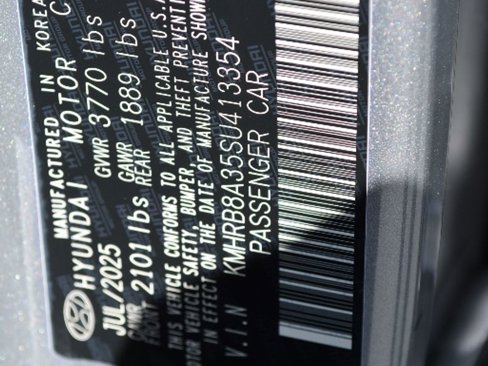 MANUFACTURED IN KOREA
HYUNDAI MOTOR C
JUL/2025 GVWR 3770 lbs
GAWR FRONT 2101 lbs GAWR REAR 1889 lbs
THIS VEHICLE CONFORMS TO ALL APPLICABLE U.S.A
MOTOR VEHICLE SAFETY, BUMPER, AND THEFT PREVENTI
IN EFFECT ON THE DATE OF MANUFACTURE SHOWN
V.I.N KMHRB8A35SU413354
PASSENGER CAR